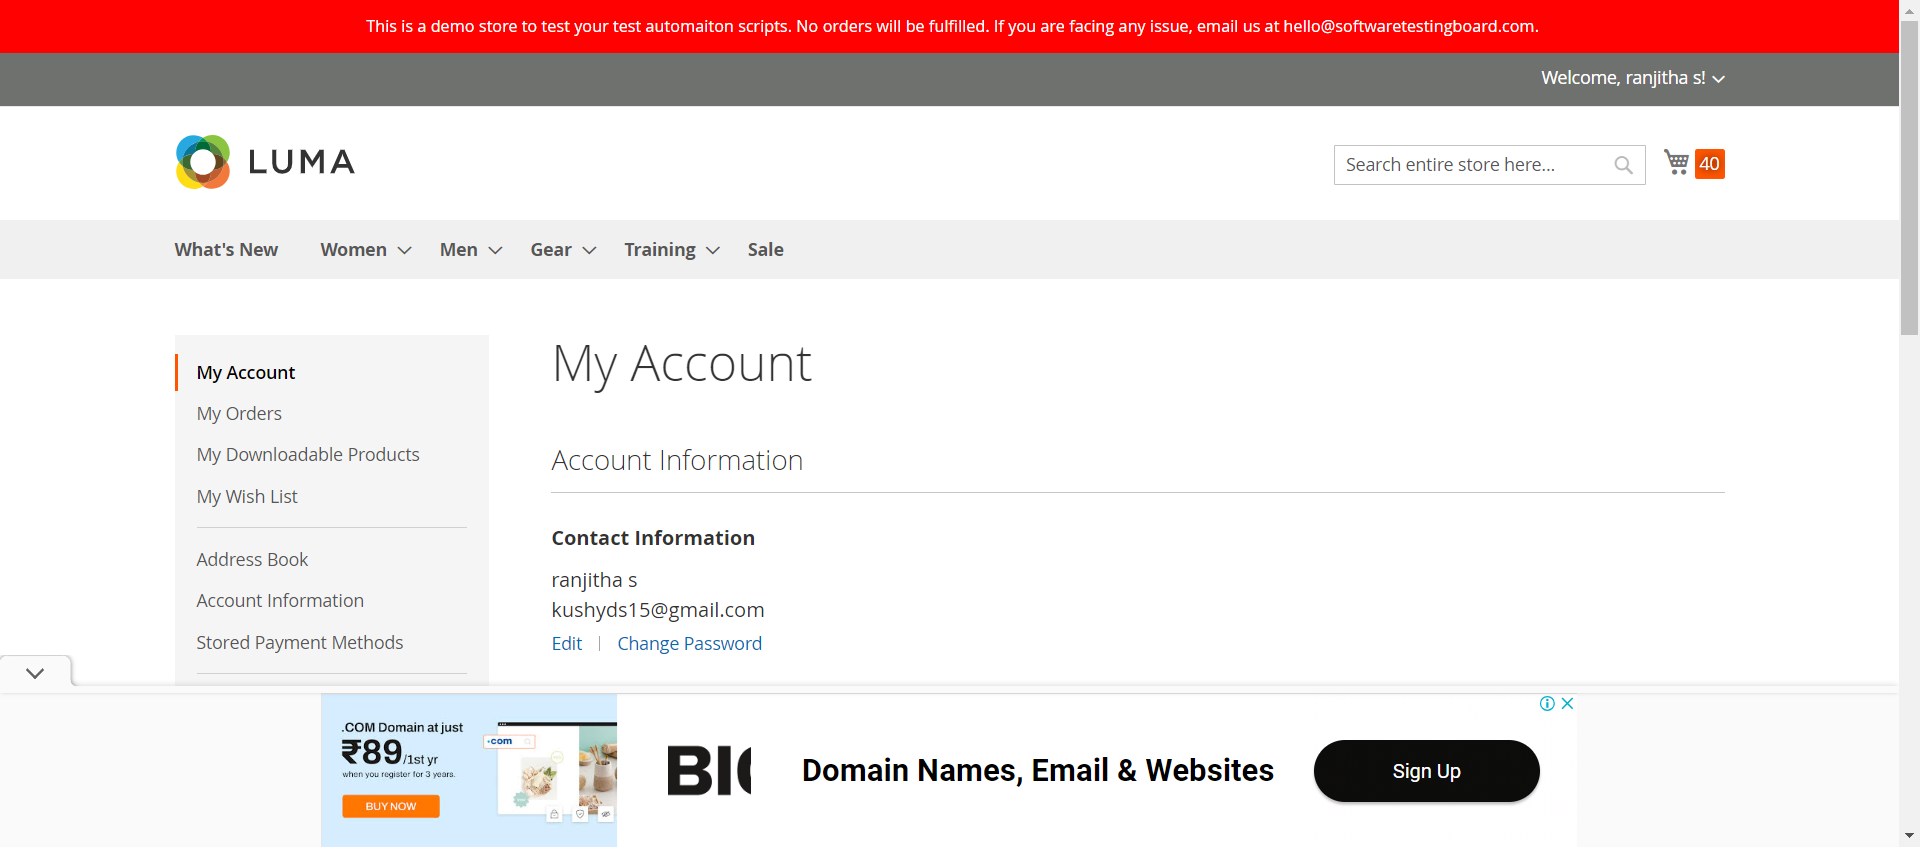 This is a demo store to test your test automaiton scripts. No orders will be fulfilled. If you are facing any issue, email us at hello@softwaretestingboard.com.
Welcome, ranjitha s!
LUMA
Search entire store here...
40
What's New
Women
Men
Gear
Training
Sale
My Account
My Orders
My Downloadable Products
My Wish List
Address Book
Account Information
Stored Payment Methods
My Account
Account Information
Contact Information
ranjitha s
kushyds15@gmail.com
Edit
Change Password
.COM Domain at just
₹89/1st yr
when you register for 3 years.
BUY NOW
.com
Domain Names, Email & Websites
Sign Up